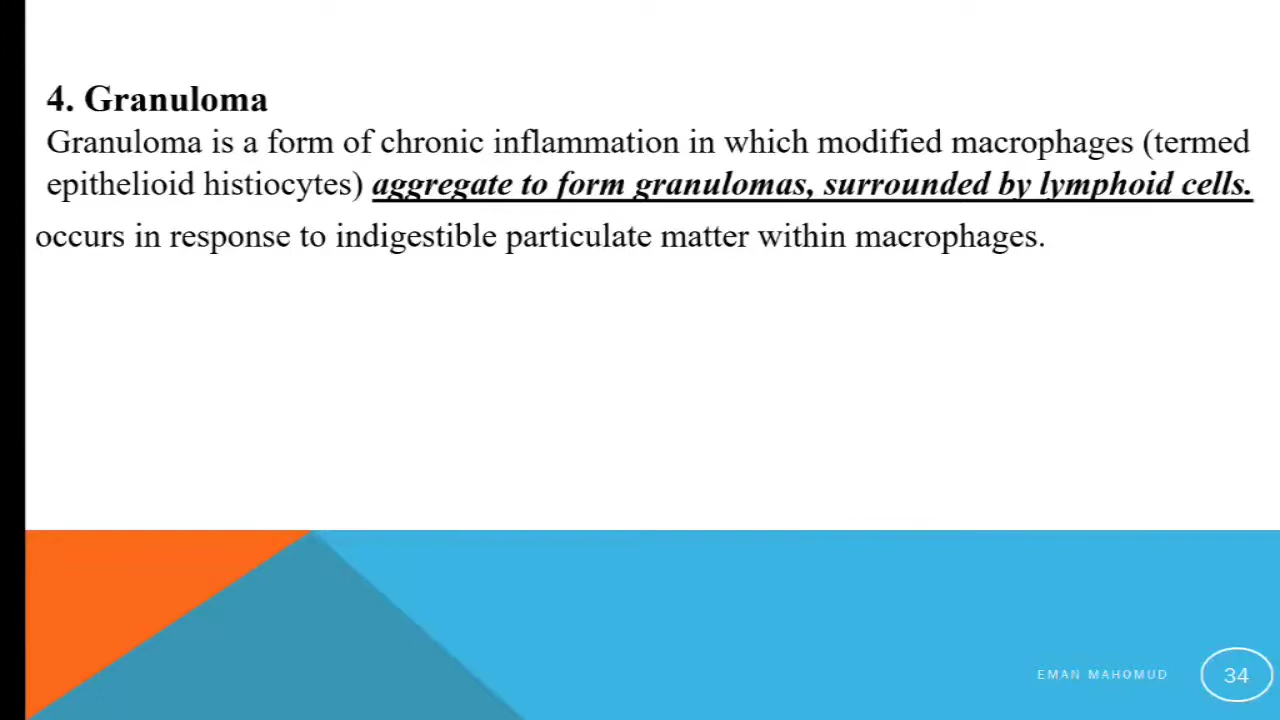 4. Granuloma
Granuloma is a form of chronic inflammation in which modified macrophages (termed
epithelioid histiocytes) aggregate to form granulomas, surrounded by lymphoid cells.
occurs in response to indigestible particulate matter within macrophages.
EMAN MAHOMUD
34